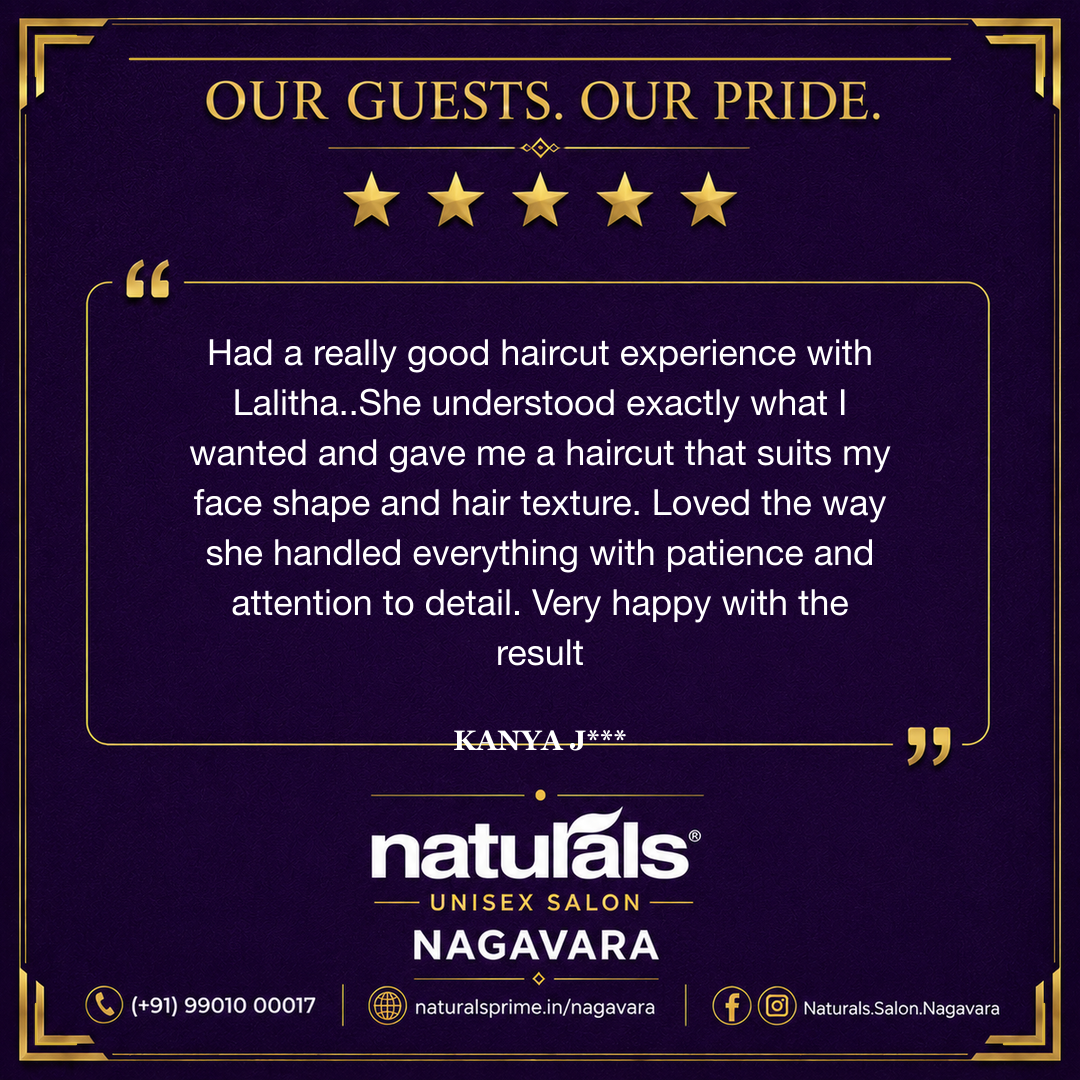 OUR GUESTS. OUR PRIDE.
“
Had a really good haircut experience with
Lalitha..She understood exactly what I
wanted and gave me a haircut that suits my
face shape and hair texture. Loved the way
she handled everything with patience and
attention to detail. Very happy with the
result
KANYA J***
”
naturals®
UNISEX SALON
NAGAVARA
(+91) 99010 00017 | naturalsprime.in/nagavara | Naturals.Salon.Nagavara